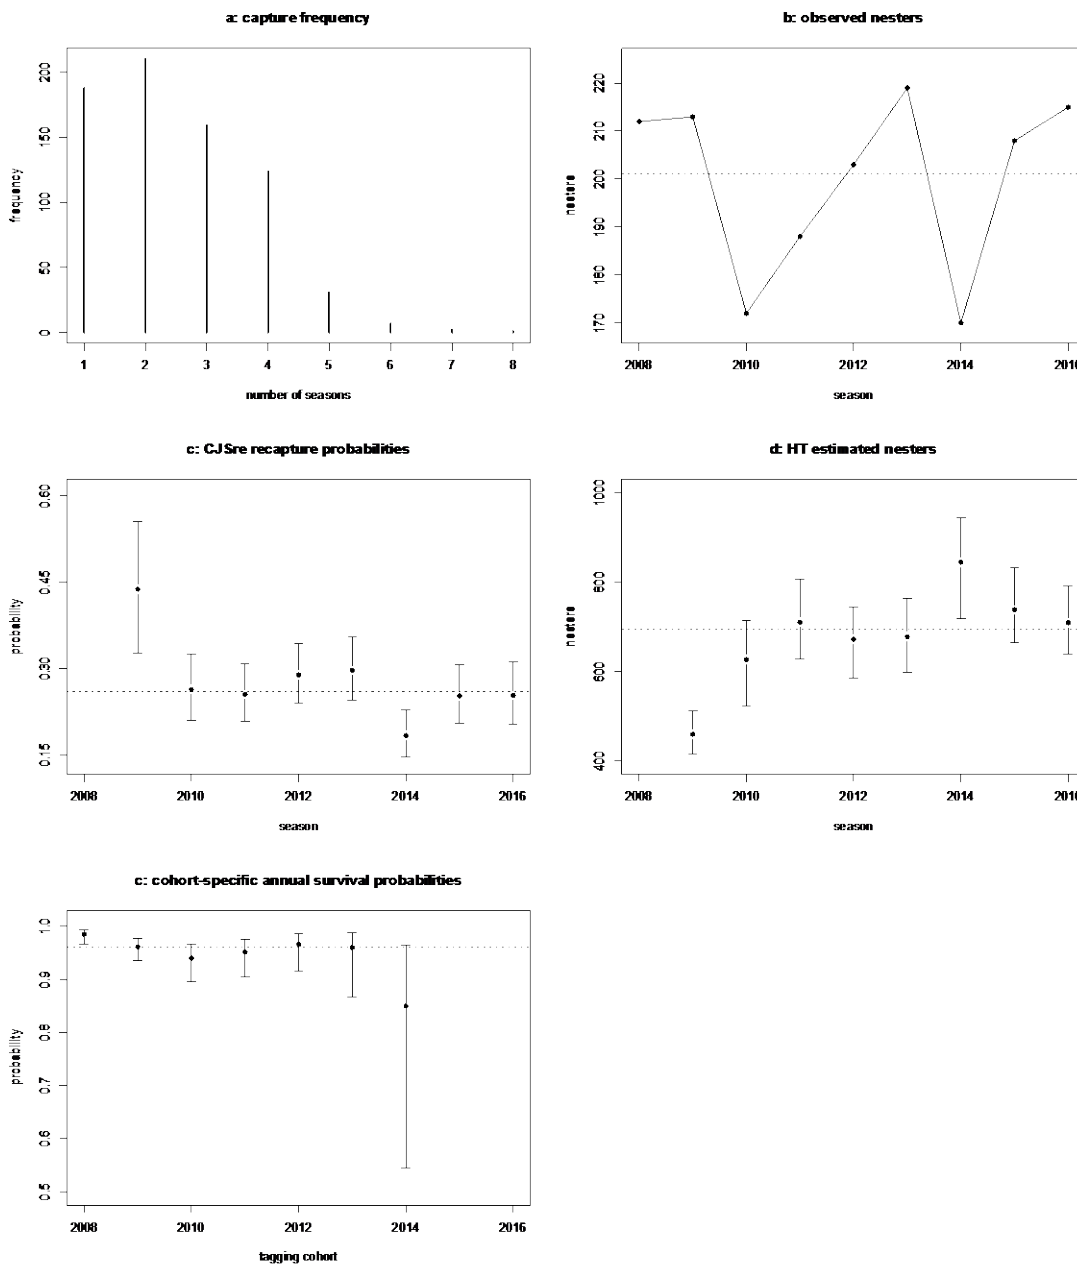 a: capture frequency
frequency
200
150
100
50
0
1 2 3 4 5 6 7 8
number of seasons
b: observed nesters
nesters
220
210
200
190
180
170
2008 2010 2012 2014 2016
season
c: CJSre recapture probabilities
probability
0.60
0.45
0.30
0.15
2008 2010 2012 2014 2016
season
d: HT estimated nesters
nesters
1000
800
600
400
2008 2010 2012 2014 2016
season
c: cohort-specific annual survival probabilities
probability
1.0
0.9
0.8
0.7
0.6
0.5
2008 2010 2012 2014 2016
tagging cohort